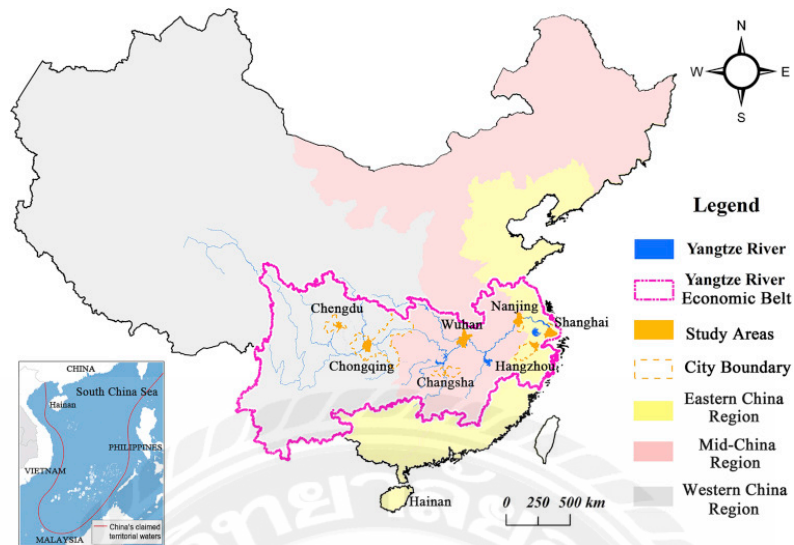 N
W
E
S
Legend
Yangtze River
Yangtze River
Economic Belt
Study Areas
City Boundary
Eastern China
Region
Mid-China
Region
Western China
Region
Chengdu
Chongqing
Wuhan
Changsha
Nanjing
Shanghai
Hangzhou
Hainan
0 250 500 km
CHINA
South China Sea
Hainan
PHILIPPINES
VIETNAM
MALAYSIA
China's claimed
territorial waters